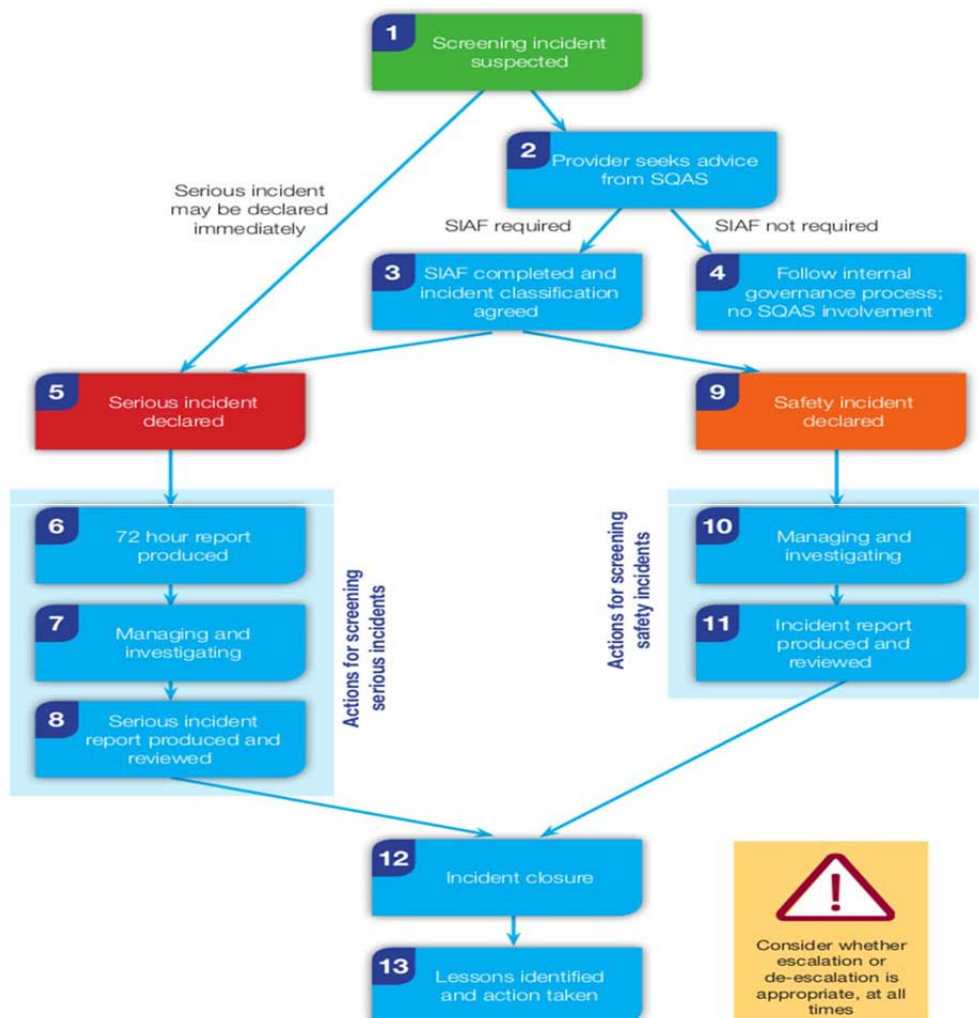 1
Screening incident
suspected
2
Provider seeks advice
from SQAS
Serious incident
may be declared
immediately
SIAF required
SIAF not required
3
SIAF completed and
incident classification
agreed
4
Follow internal
governance process;
no SQAS involvement
5
Serious incident
declared
9
Safety incident
declared
6
72 hour report
produced
7
Managing and
investigating
8
Serious incident
report produced and
reviewed
Actions for screening
serious incidents
Actions for screening
safety incidents
10
Managing and
investigating
11
Incident report
produced and
reviewed
12
Incident closure
13
Lessons identified
and action taken
!
Consider whether
escalation or
de-escalation is
appropriate, at all
times